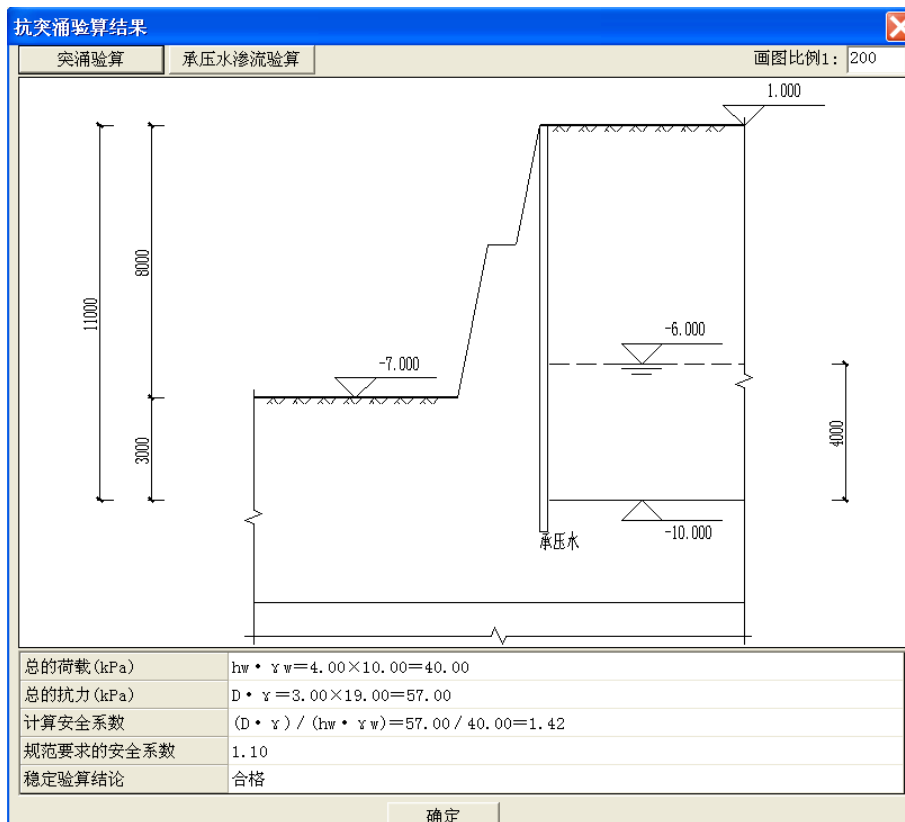 抗突涌验算结果
突涌验算 承压水渗流验算 画图比例1: 200
1.000
8000
11000
-6.000
-7.000
4000
3000
-10.000
承压水
总的荷载(kPa) hw·γw=4.00×10.00=40.00
总的抗力(kPa) D·γ=3.00×19.00=57.00
计算安全系数 (D·γ)/(hw·γw)=57.00/40.00=1.42
规范要求的安全系数 1.10
稳定验算结论 合格
确定